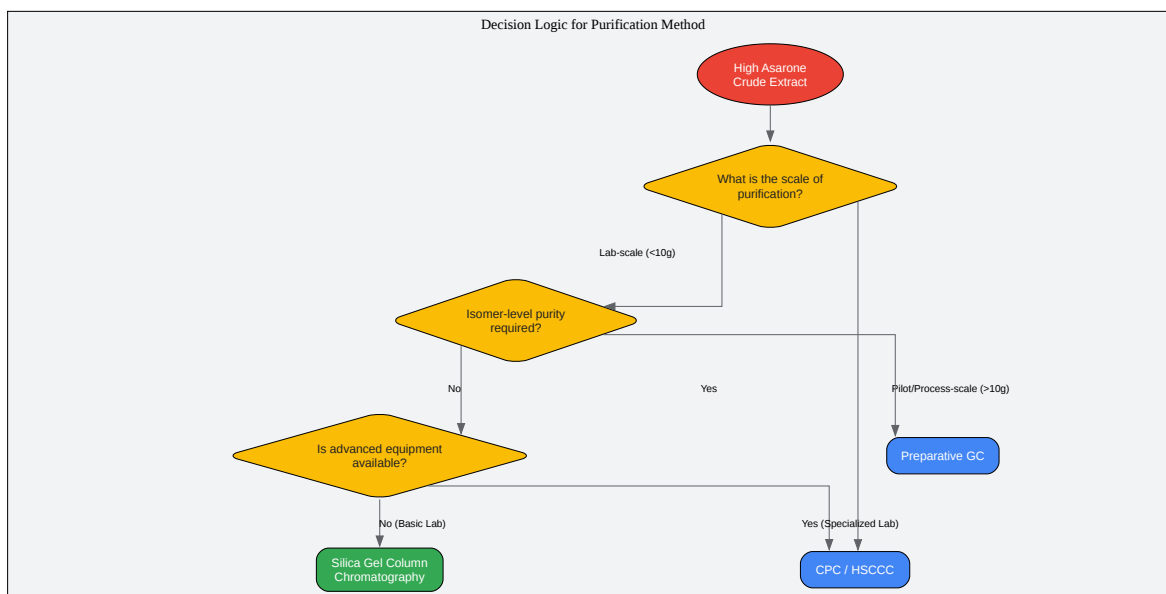 Decision Logic for Purification Method
High Asarone
Crude Extract
What is the scale of
purification?
Lab-scale (<10g)
Isomer-level purity
required?
No
Yes
Pilot/Process-scale (>10g)
Is advanced equipment
available?
Preparative GC
No (Basic Lab)
Yes (Specialized Lab)
Silica Gel Column
Chromatography
CPC / HSCCC